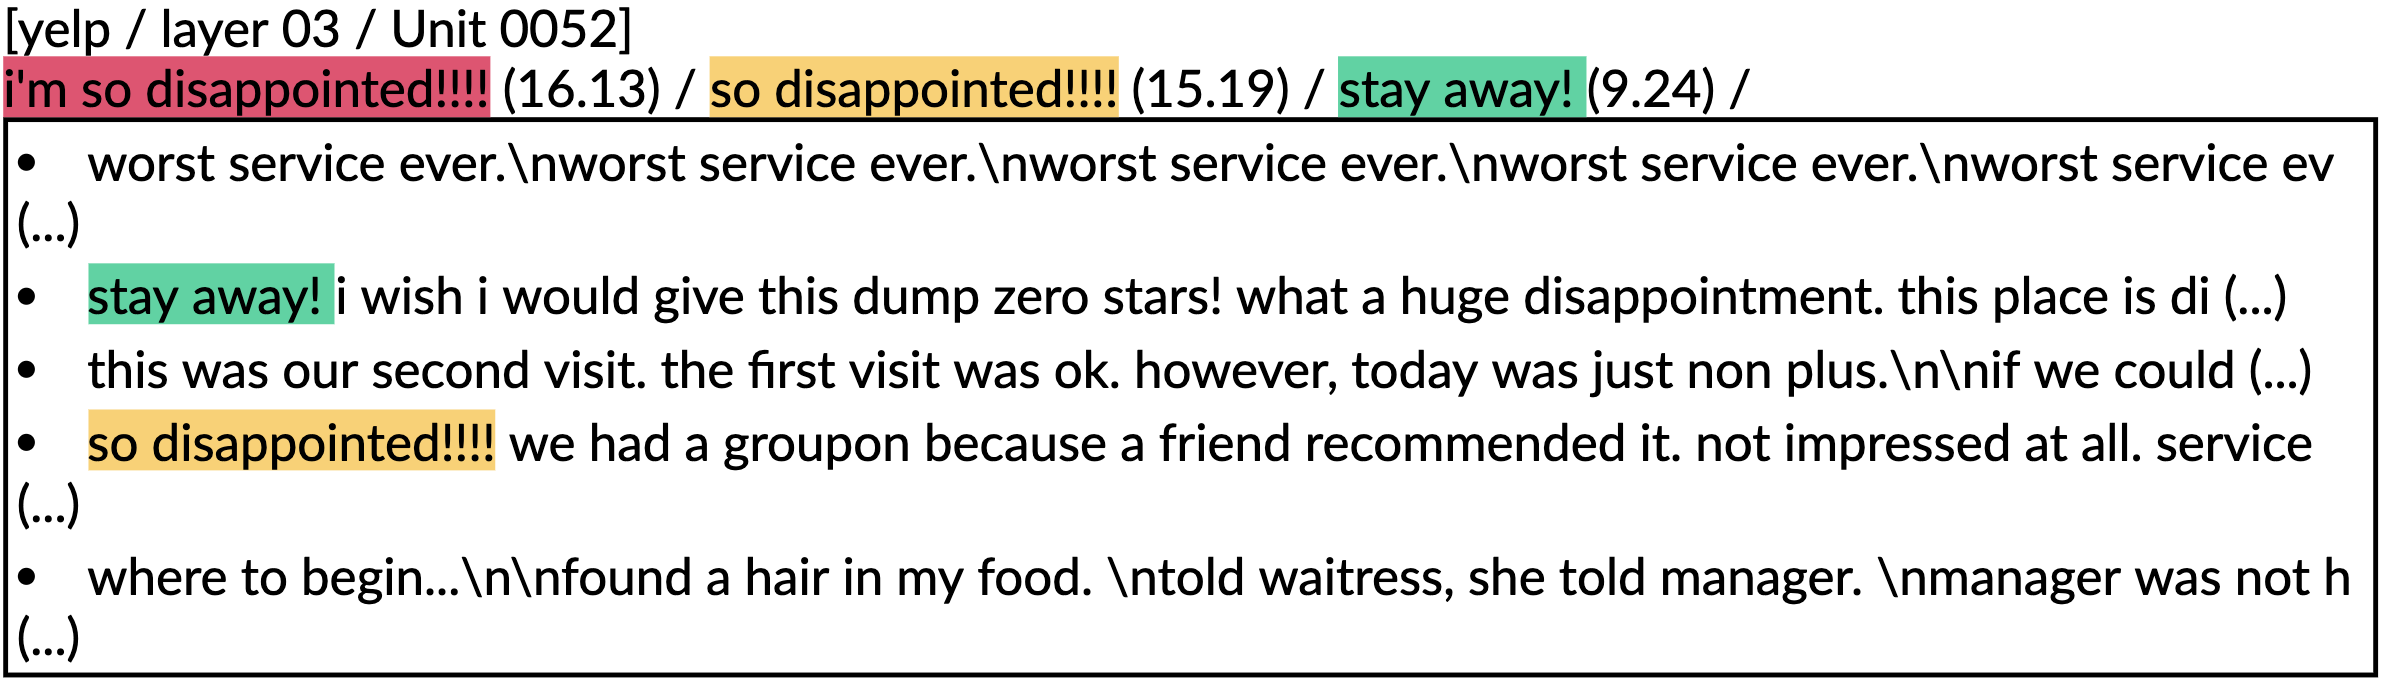 [yelp / layer 03 / Unit 0052]
i'm so disappointed!!!! (16.13) / so disappointed!!!! (15.19) / stay away! (9.24) /
• worst service ever.\nworst service ever.\nworst service ever.\nworst service ever.\nworst service ev
(...)
• stay away! i wish i would give this dump zero stars! what a huge disappointment. this place is di (...)
• this was our second visit. the first visit was ok. however, today was just non plus.\n\nif we could (...)
• so disappointed!!!! we had a groupon because a friend recommended it. not impressed at all. service
(...)
• where to begin...\n\nfound a hair in my food. \ntold waitress, she told manager. \nmanager was not h
(...)